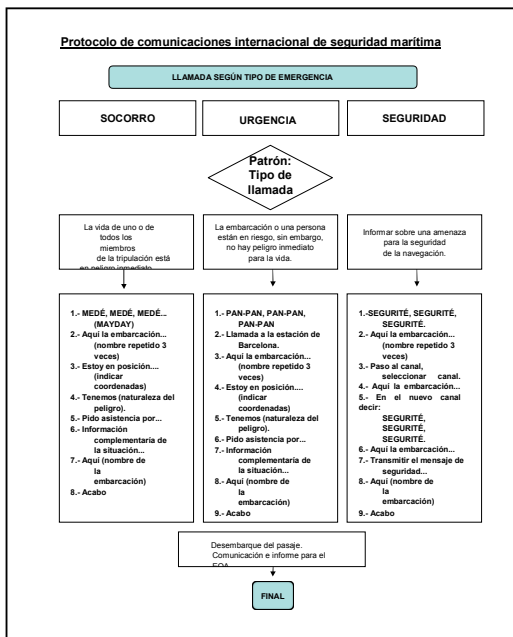 Protocolo de comunicaciones internacional de seguridad marítima
LLAMADA SEGÚN TIPO DE EMERGENCIA
SOCORRO
URGENCIA
SEGURIDAD
Patrón:
Tipo de
llamada
La vida de uno o de
todos los
miembros
de la tripulación está
en peligro inmediato
La embarcación o una persona
están en riesgo, sin embargo,
no hay peligro inmediato
para la vida.
Informar sobre una amenaza
para la seguridad
de la navegación.
1.- MEDÉ, MEDÉ, MEDÉ...
(MAYDAY)
2.- Aquí la embarcación...
(nombre repetido 3
veces)
3.- Estoy en posición....
(indicar
coordenadas)
4.- Tenemos (naturaleza del
peligro).
5.- Pido asistencia por...
6.- Información
complementaría de
la situación...
7.- Aquí (nombre de
la
embarcación)
8.- Acabo
1.- PAN-PAN, PAN-PAN,
PAN-PAN
2.- Llamada a la estación de
Barcelona.
3.- Aquí la embarcación...
(nombre repetido 3
veces)
4.- Estoy en posición....
(indicar
coordenadas)
5.- Tenemos (naturaleza del
peligro).
6.- Pido asistencia por...
7.- Información
complementaría de
la situación...
8.- Aquí (nombre de
la
embarcación)
9.- Acabo
1.-SEGURITÉ, SEGURITÉ,
SEGURITÉ.
2.- Aquí la embarcación...
(nombre repetido 3
veces)
3.- Paso al canal,
seleccionar canal.
4.- Aquí la embarcación...
5.- En el nuevo canal
decir:
SEGURITÉ,
SEGURITÉ,
SEGURITÉ.
6.- Aquí la embarcación...
7.- Transmitir el mensaje de
seguridad...
8.- Aquí (nombre de
la
embarcación)
9.- Acabo
Desembarque del pasaje.
Comunicación e informe para el
FINAL